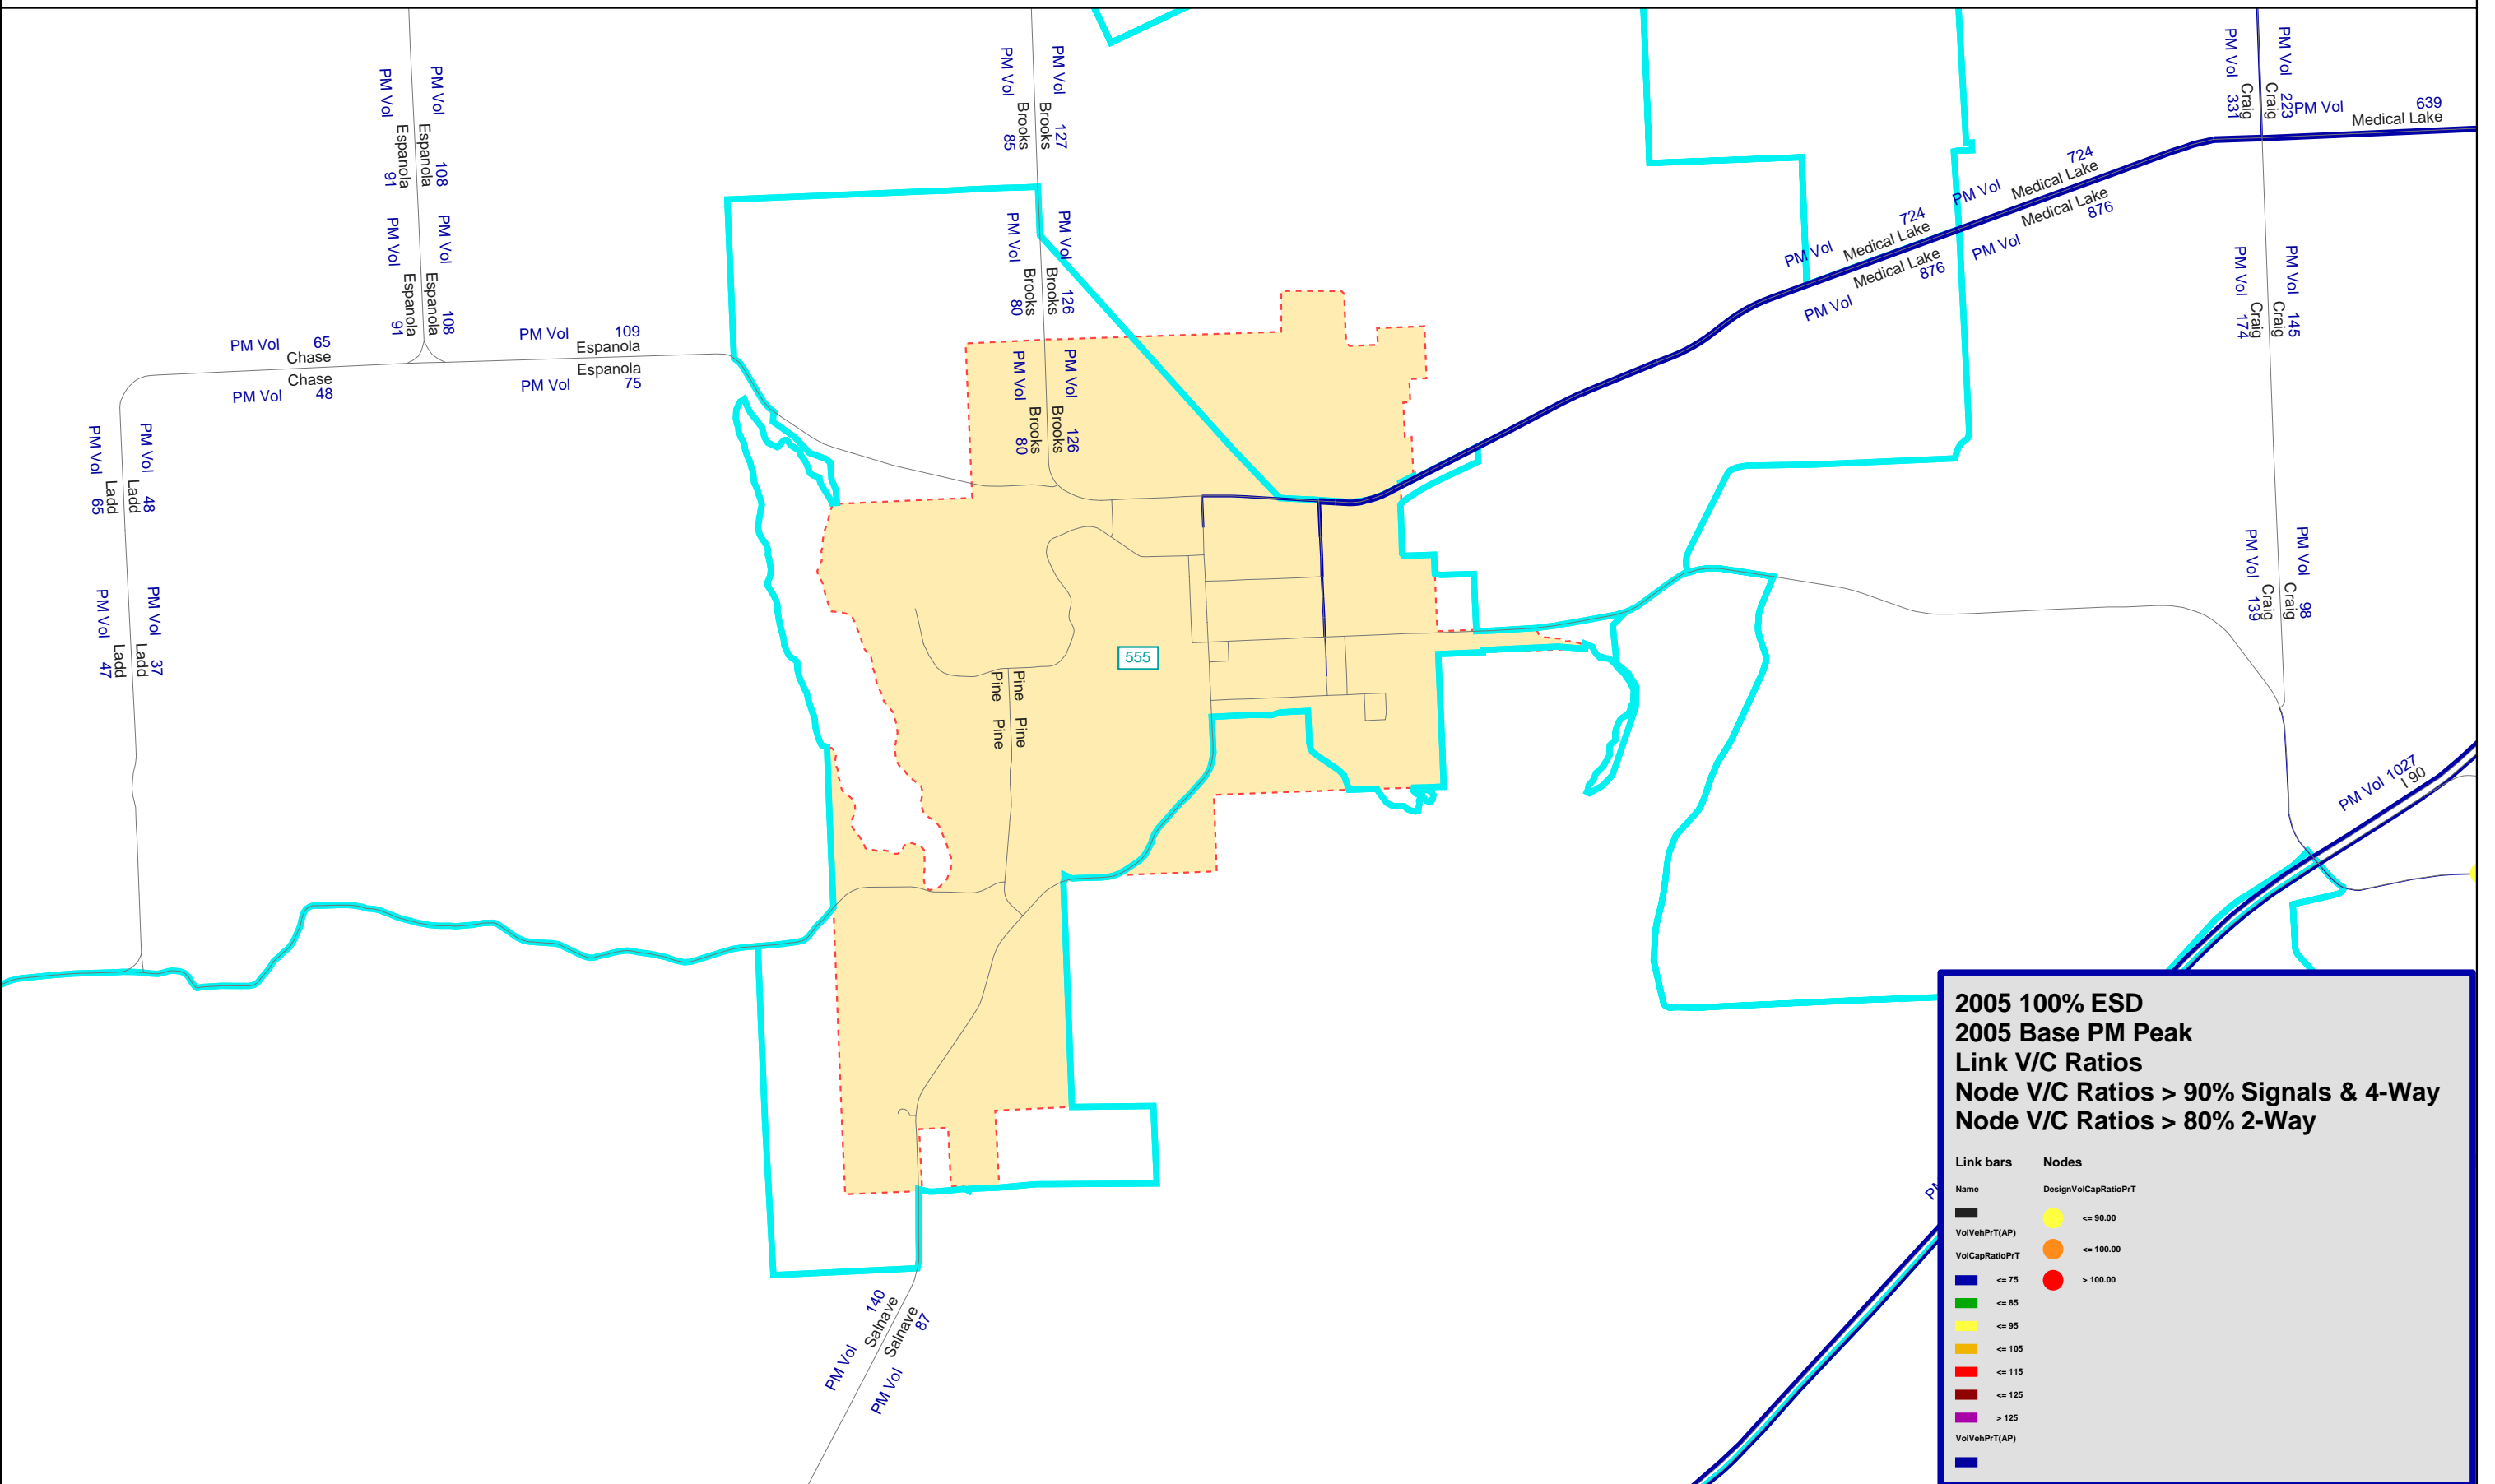 PM Vol
PM Vol
Espanola
Espanola
108
91
PM Vol
PM Vol
Espanola
Espanola
108
91
PM Vol 65
Chase
Chase
PM Vol 48
PM Vol 109
Espanola
Espanola
PM Vol 75
PM Vol
PM Vol
Ladd
Ladd
48
65
PM Vol
PM Vol
Ladd
Ladd
37
47
PM Vol
PM Vol
Brooks
Brooks
127
85
PM Vol
PM Vol
Brooks
Brooks
126
80
PM Vol
PM Vol
Brooks
Brooks
126
80
Pine
Pine
Pine
Pine
555
PM Vol 724
Medical Lake
Medical Lake
PM Vol 876
PM Vol 724
Medical Lake
Medical Lake
PM Vol 876
PM Vol 639
Medical Lake
PM Vol
PM Vol
Craig
Craig
223
331
PM Vol
PM Vol
Craig
Craig
145
174
PM Vol
PM Vol
Craig
Craig
98
139
PM Vol 1027
I 90
PM Vol 140
Salnave
Salnave
PM Vol 87
2005 100% ESD
2005 Base PM Peak
Link V/C Ratios
Node V/C Ratios > 90% Signals & 4-Way
Node V/C Ratios > 80% 2-Way
Link bars Nodes
Name DesignVolCapRatioPrT
<= 90.00
VolVehPrT(AP)
<= 100.00
VolCapRatioPrT
<= 75 > 100.00
<= 85
<= 95
<= 105
<= 115
<= 125
> 125
VolVehPrT(AP)